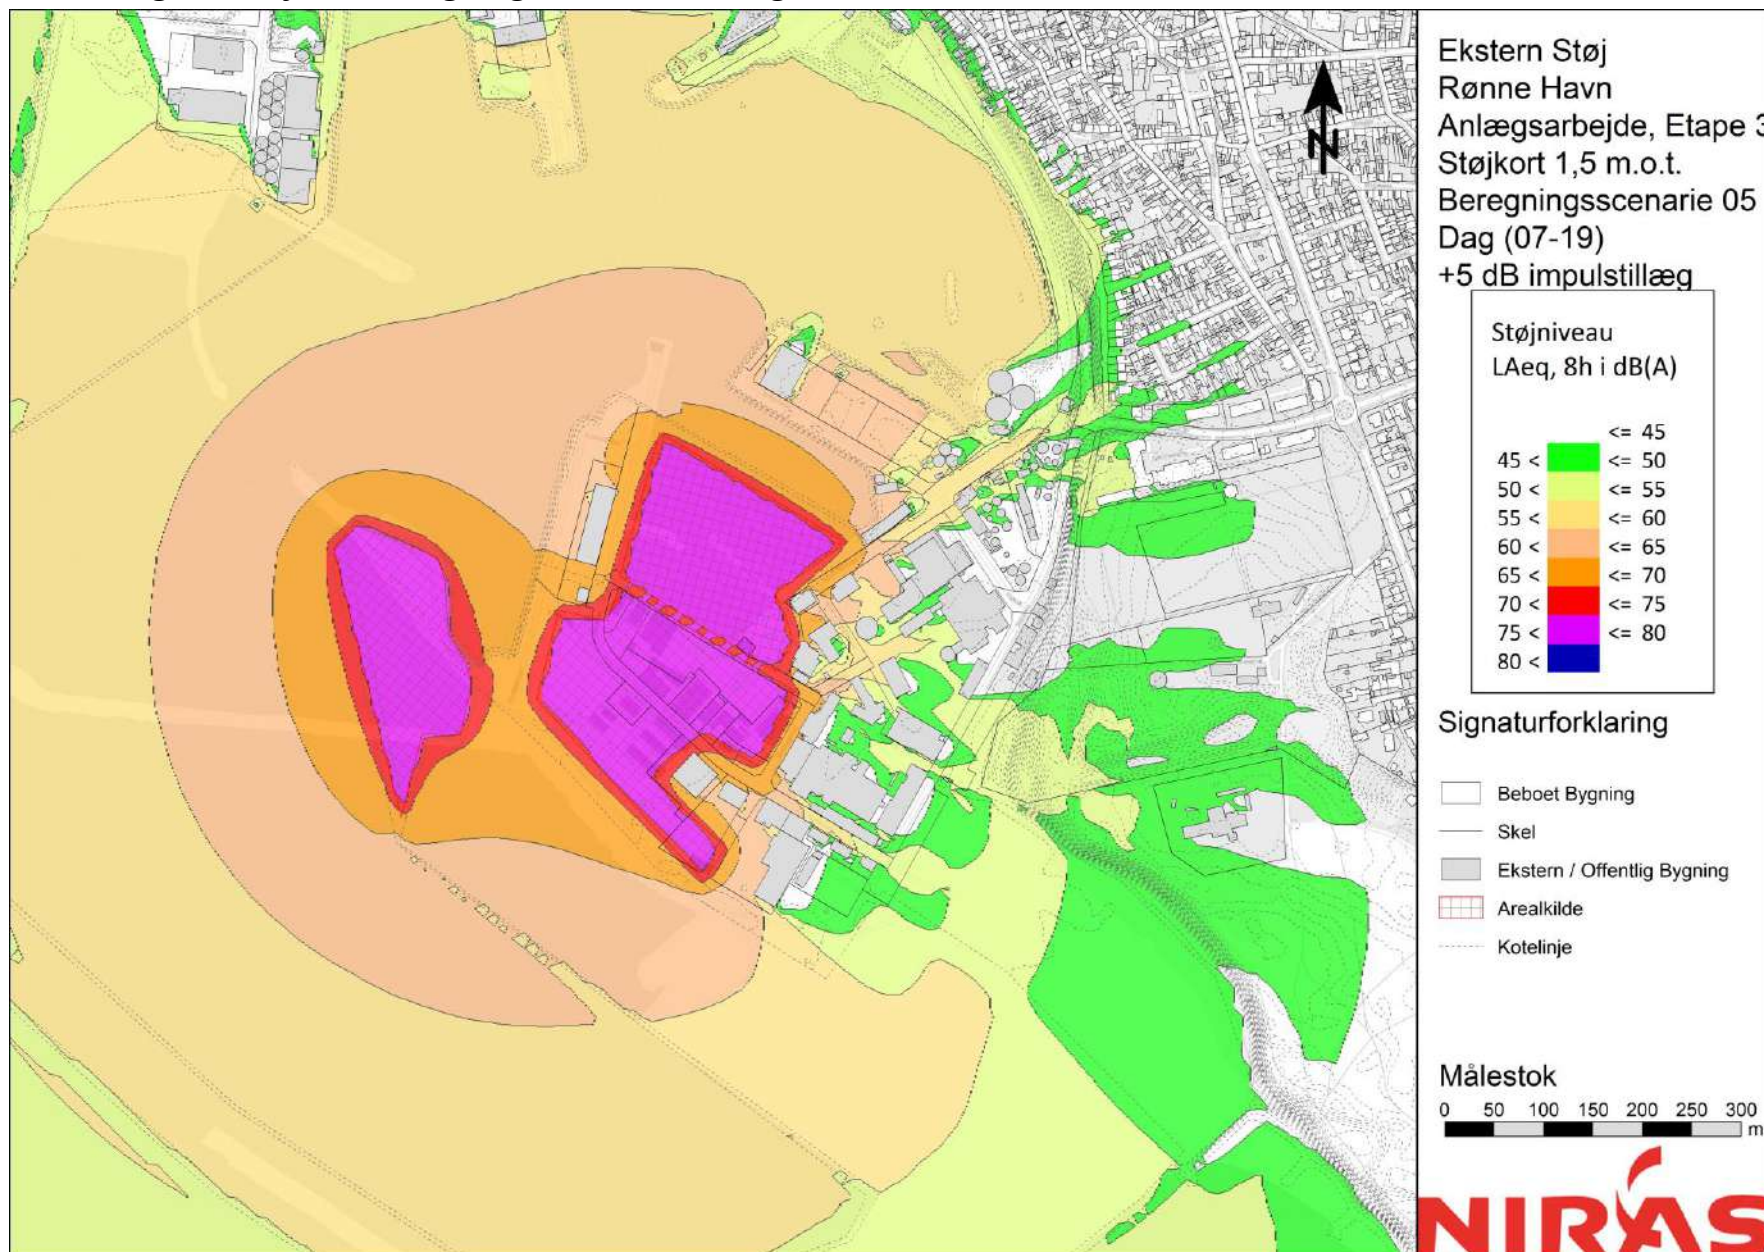 Ekstern Støj
Rønne Havn
Anlægsarbejde, Etape 3
Støjkort 1,5 m.o.t.
Beregningsscenarie 05
Dag (07-19)
+5 dB impulstillæg
N
Støjniveau
LAeq, 8h i dB(A)
<= 45
45 < <= 50
50 < <= 55
55 < <= 60
60 < <= 65
65 < <= 70
70 < <= 75
75 < <= 80
80 <
Signaturforklaring
Beboet Bygning
Skel
Ekstern / Offentlig Bygning
Arealkilde
Kotelinje
Målestok
0 50 100 150 200 250 300
m
NIRAS